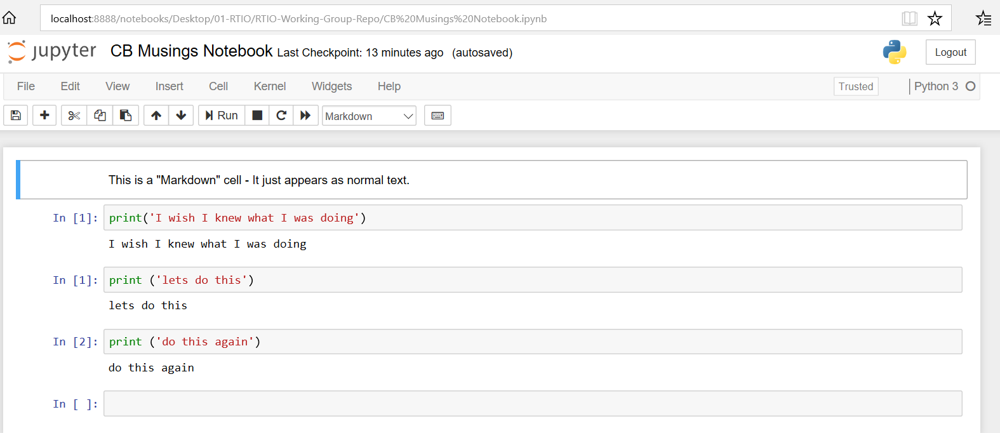 localhost:8888/notebooks/Desktop/01-RTIO/RTIO-Working-Group-Repo/CB%20Musings%20Notebook.ipynb
jupyter CB Musings Notebook Last Checkpoint: 13 minutes ago (autosaved) Logout
File Edit View Insert Cell Kernel Widgets Help Trusted Python 3
Run Markdown
This is a "Markdown" cell - It just appears as normal text.
In [1]: print('I wish I knew what I was doing')
I wish I knew what I was doing
In [1]: print ('lets do this')
lets do this
In [2]: print ('do this again')
do this again
In [ ]: